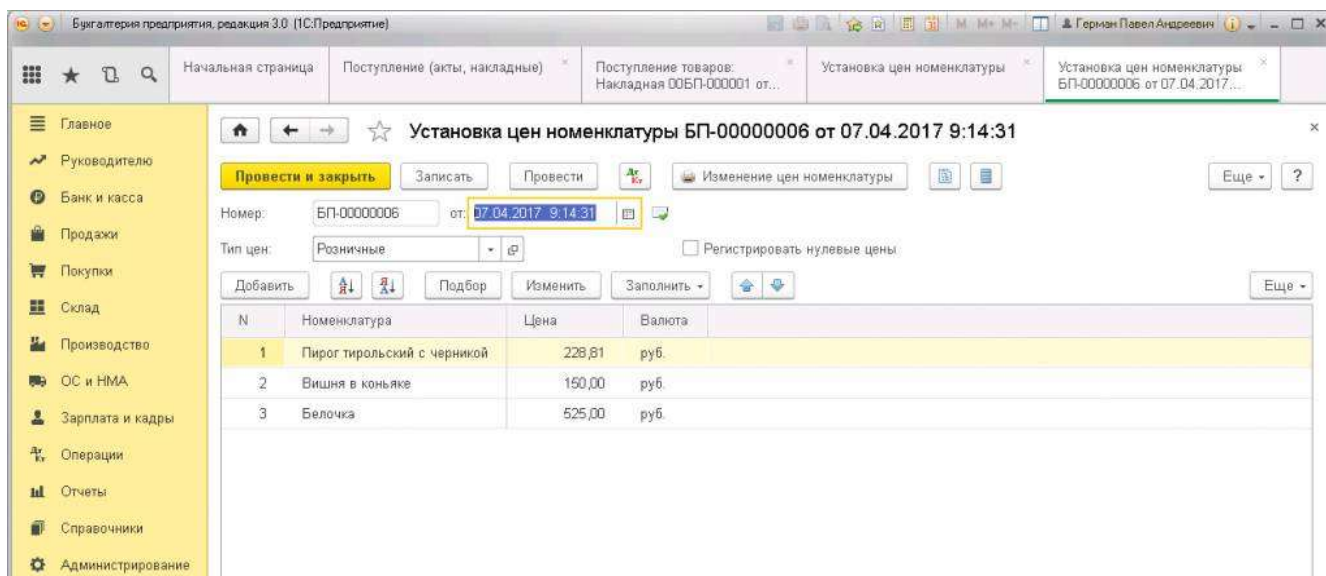 Бухгалтерия предприятия, редакция 3.0 (1С:Предприятие) M M+ M- Герман Павел Андреевич
Начальная страница Поступление (акты, накладные) Поступление товаров: Накладная 00БП-000001 от... Установка цен номенклатуры Установка цен номенклатуры БП-00000006 от 07.04.2017...
Главное
Руководителю
Банк и касса
Продажи
Покупки
Склад
Производство
ОС и НМА
Зарплата и кадры
Операции
Отчеты
Справочники
Администрирование
Установка цен номенклатуры БП-00000006 от 07.04.2017 9:14:31
Провести и закрыть Записать Провести Дт Кт Изменение цен номенклатуры Еще ?
Номер: БП-00000006 от: 07.04.2017 9:14:31
Тип цен: Розничные Регистрировать нулевые цены
Добавить Подбор Изменить Заполнить Еще
N Номенклатура Цена Валюта
1 Пирог тирольский с черникой 228,81 руб.
2 Вишня в коньяке 150,00 руб.
3 Белочка 525,00 руб.